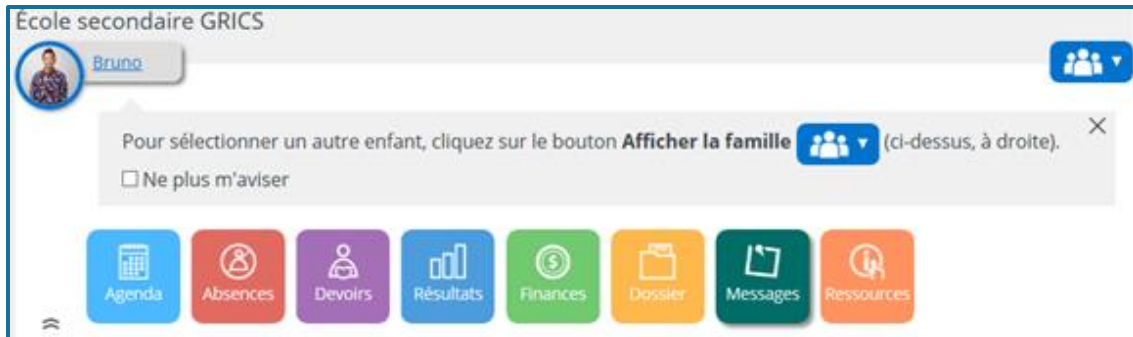 École secondaire GRICS
Bruno
Pour sélectionner un autre enfant, cliquez sur le bouton Afficher la famille (ci-dessus, à droite).
Ne plus m'aviser
Agenda Absences Devoirs Résultats Finances Dossier Messages Ressources